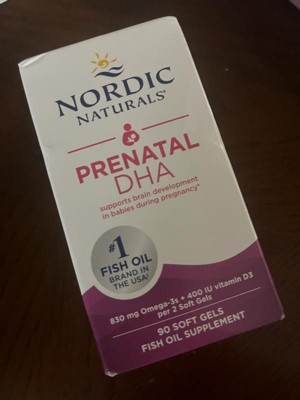 NORDIC
NATURALS®
PRENATAL
DHA
supports brain development
in babies during pregnancy*
#1
FISH OIL
BRAND IN
THE USA‡
830 mg Omega-3s + 400 IU vitamin D3
per 2 Soft Gels
90 SOFT GELS
FISH OIL SUPPLEMENT